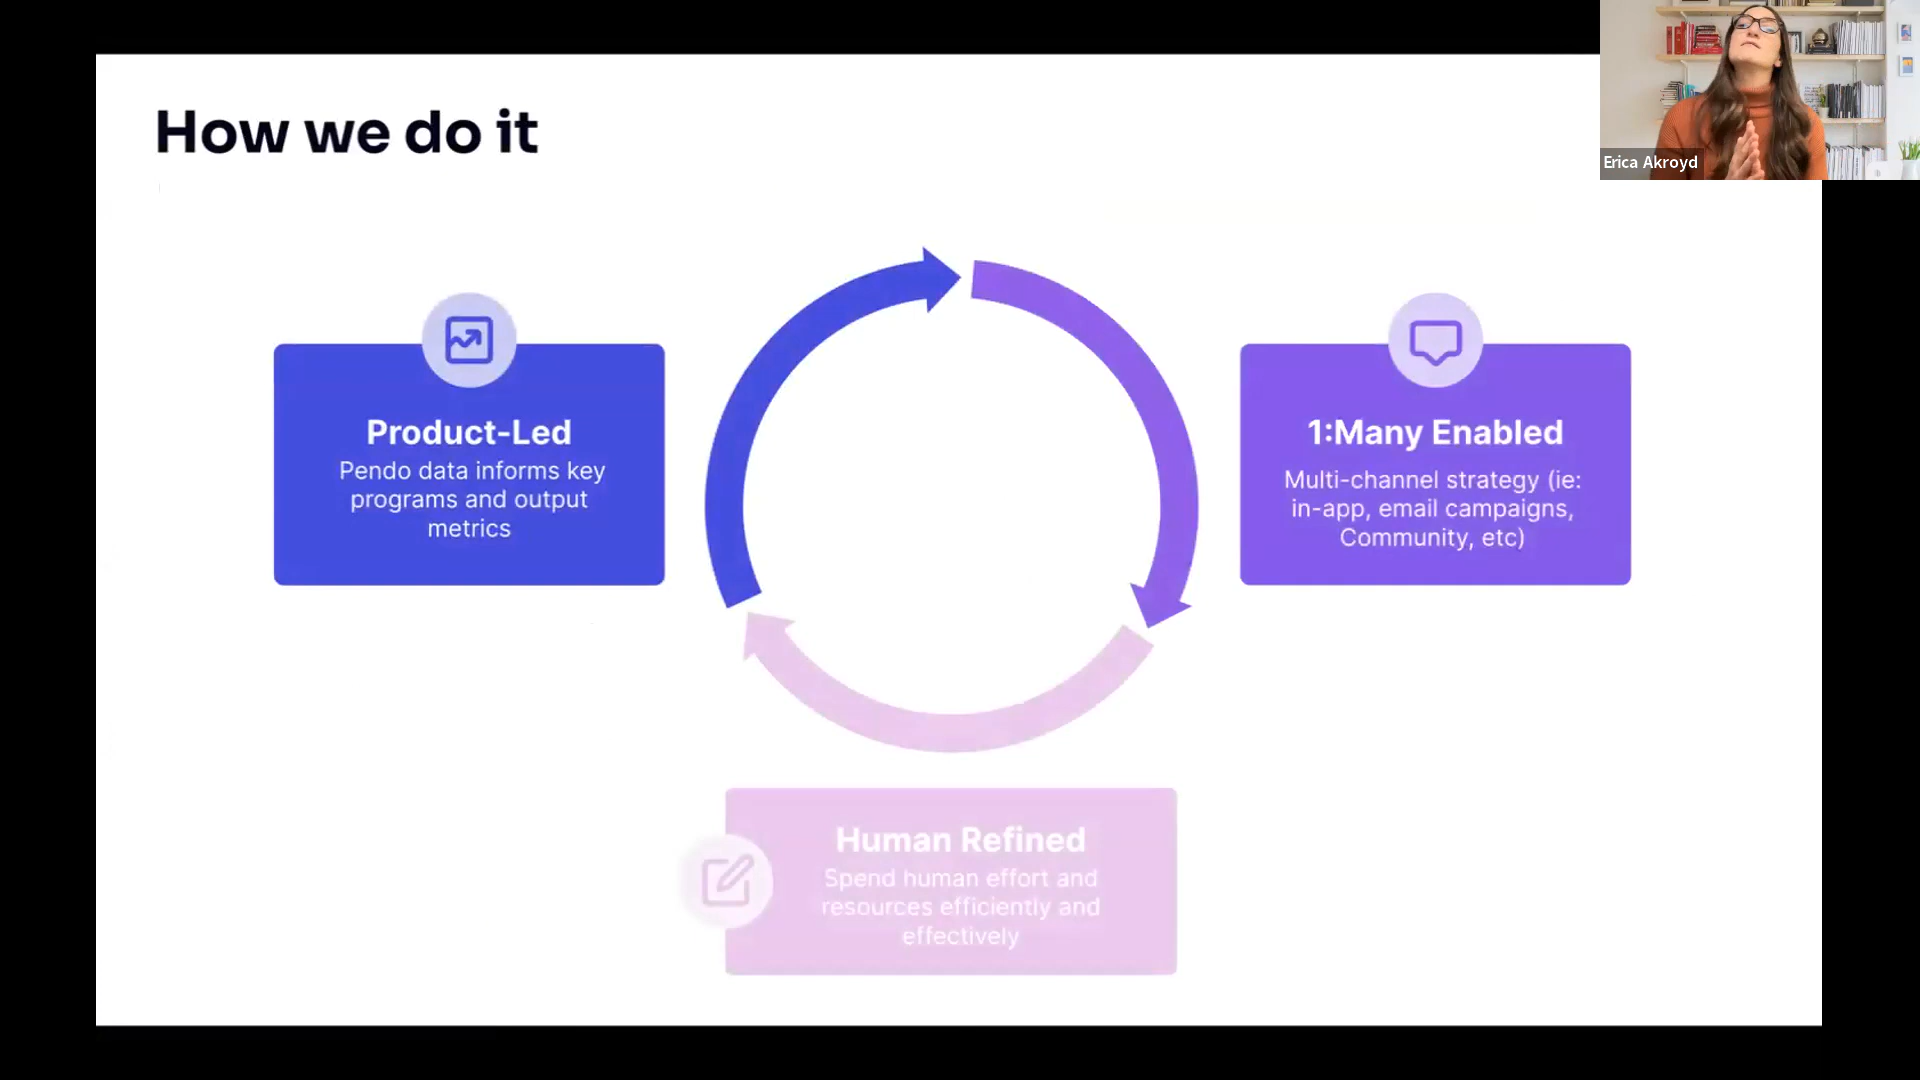 How we do it
Erica Akroyd
Product-Led
Pendo data informs key
programs and output
metrics
1:Many Enabled
Multi-channel strategy (ie:
in-app, email campaigns,
Community, etc)
Human Refined
Spend human effort and
resources efficiently and
effectively